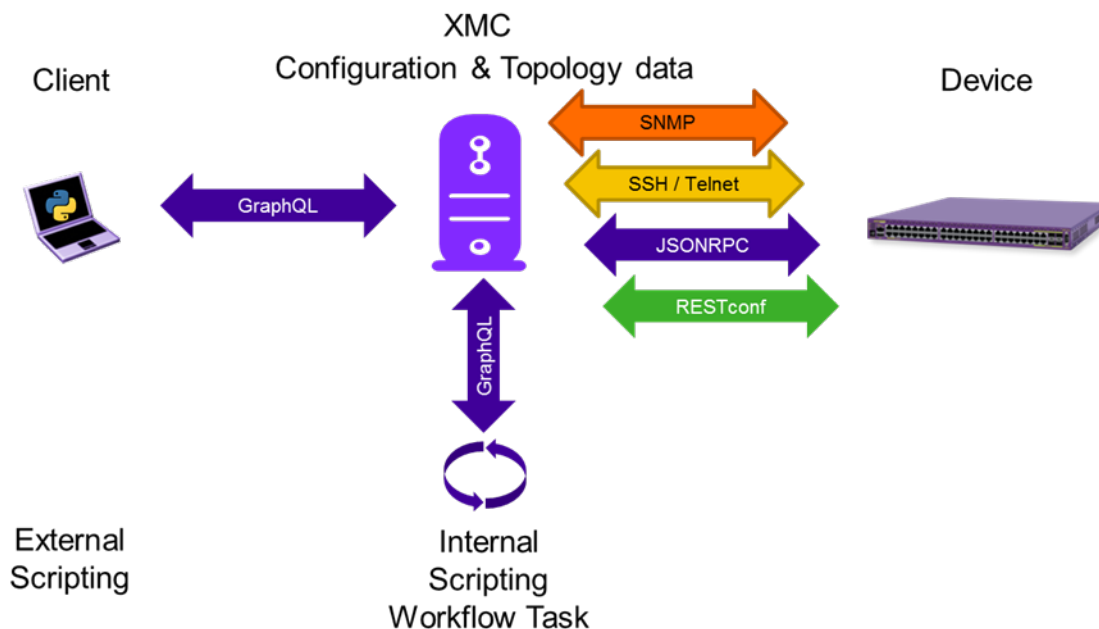 XMC
Configuration & Topology data
Client
Device
SNMP
SSH / Telnet
GraphQL
JSONRPC
RESTconf
GraphQL
External
Scripting
Internal
Scripting
Workflow Task